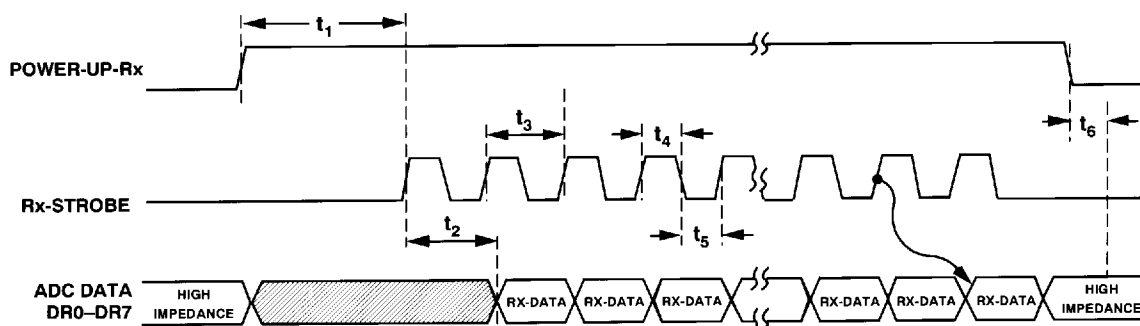 t1
POWER-UP-Rx
t3
t4
t6
Rx-STROBE
t2
t5
ADC DATA
DR0–DR7
HIGH
IMPEDANCE
RX-DATA
RX-DATA
RX-DATA
RX-DATA
RX-DATA
RX-DATA
HIGH
IMPEDANCE